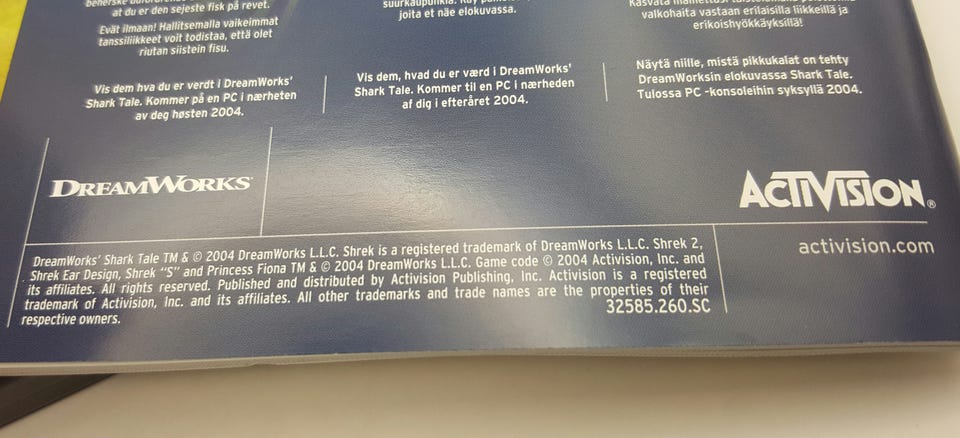 at du er den sejeste fisk på revet.
Evät ilmaan! Hallitsemalla vaikeimmat
tanssiliikkeet voit todistaa, että olet
riutan siistein fisu.
joita et näe elokuvassa.
valkohaita vastaan erilaisilla liikkeillä ja
erikoishyökkäyksillä!
Vis dem hva du er verdt i DreamWorks'
Shark Tale. Kommer på en PC i nærheten
av deg høsten 2004.
Vis dem, hvad du er værd i DreamWorks'
Shark Tale. Kommer til en PC i nærheden
af dig i efteråret 2004.
Näytä niille, mistä pikkukalat on tehty
DreamWorksin elokuvassa Shark Tale.
Tulossa PC -konsoleihin syksyllä 2004.
DREAMWORKS
ACTIVISION®
activision.com
DreamWorks' Shark Tale TM & © 2004 DreamWorks L.L.C. Shrek is a registered trademark of DreamWorks L.L.C. Shrek 2,
Shrek Ear Design, Shrek "S" and Princess Fiona TM & © 2004 DreamWorks L.L.C. Game code © 2004 Activision, Inc. and
its affiliates. All rights reserved. Published and distributed by Activision Publishing, Inc. Activision is a registered
trademark of Activision, Inc. and its affiliates. All other trademarks and trade names are the properties of their
respective owners.
32585.260.SC